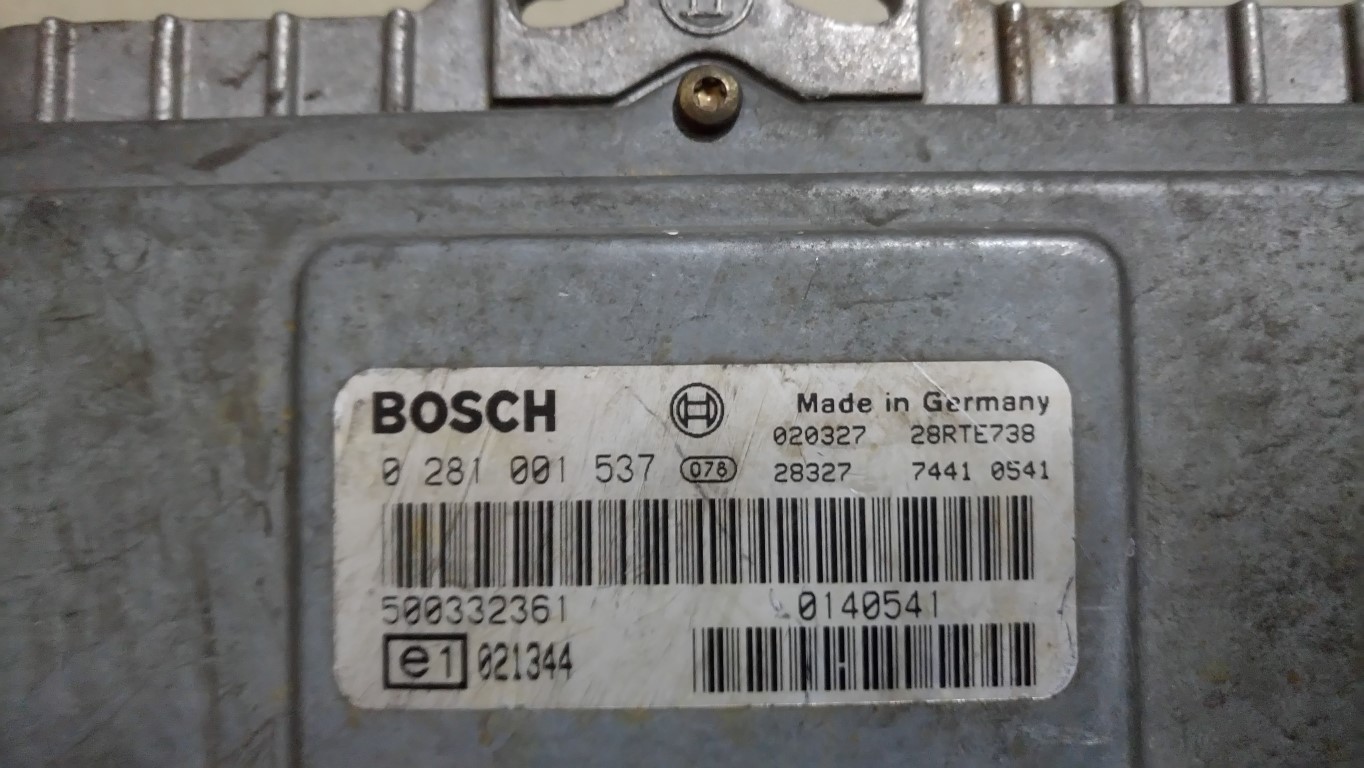 BOSCH
Made in Germany
020327 28RTE738
0 281 001 537 078 28327 7441 0541
500332361 0140541
e1 021344